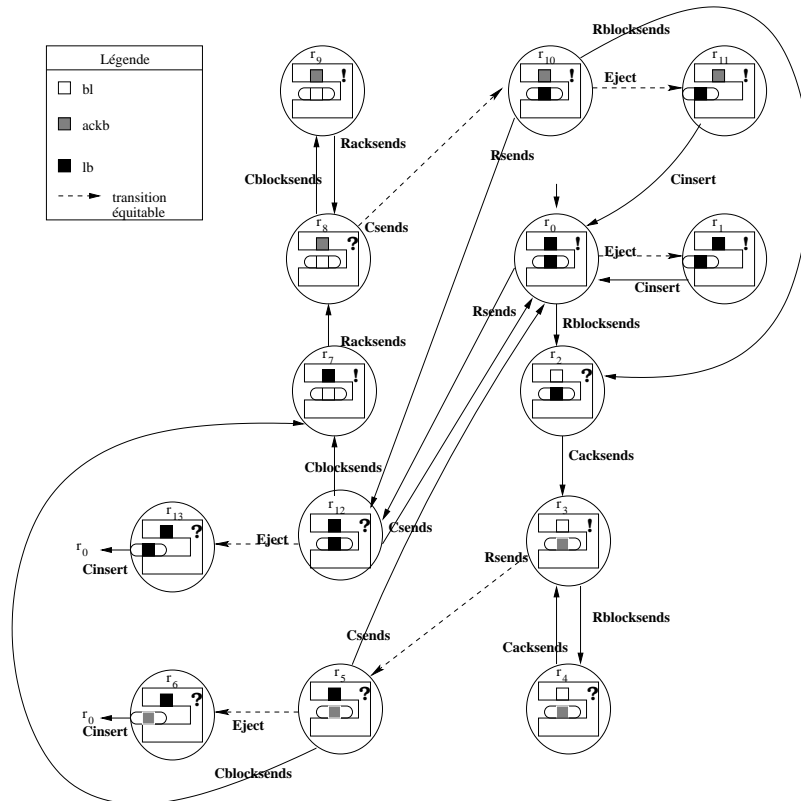 Légende
bl
ackb
lb
transition
équitable
r9
!
r10
!
Rblocksends
Eject
r11
!
Racksends
Cblocksends
Rsends
Cinsert
r8
?
Csends
r0
!
Eject
r1
!
Cinsert
Rsends
Rblocksends
Racksends
r7
!
r2
?
Cblocksends
Cacksends
r13
?
r12
?
r3
!
Csends
r0
Cinsert
Eject
Rsends
Rblocksends
Csends
Cacksends
r6
?
r5
?
r4
?
r0
Cinsert
Eject
Cblocksends